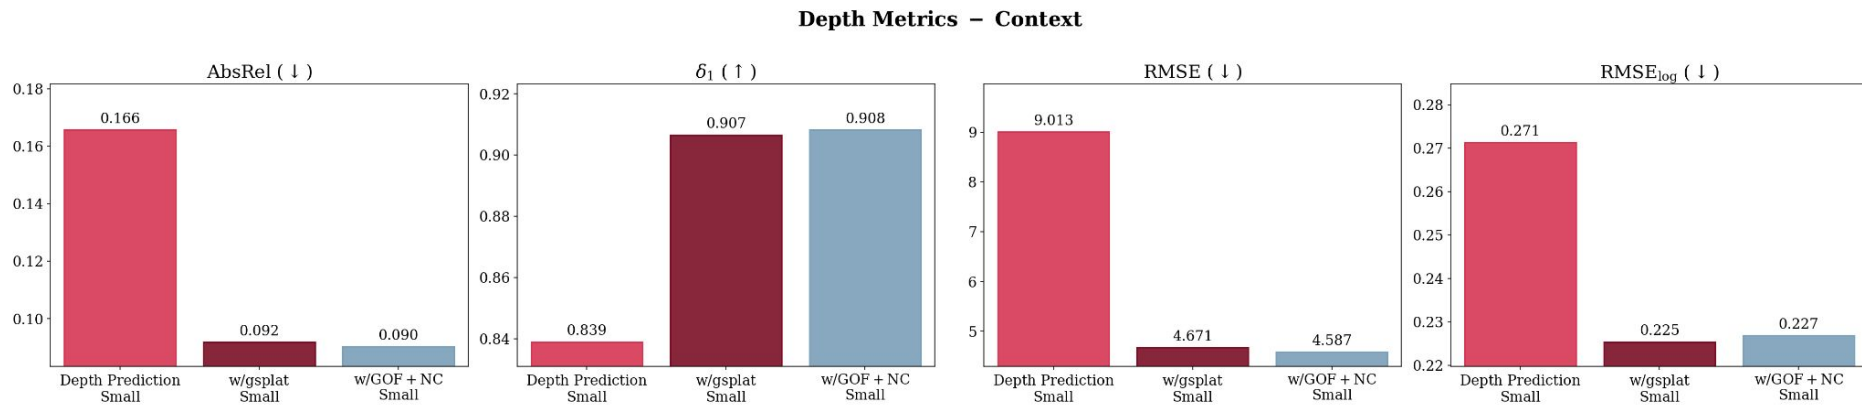 Depth Metrics − Context
AbsRel (↓)
0.18
0.16
0.14
0.12
0.10
0.166
0.092
0.090
Depth Prediction
Small
w/gsplat
Small
w/GOF + NC
Small
δ₁ (↑)
0.92
0.90
0.88
0.86
0.84
0.839
0.907
0.908
Depth Prediction
Small
w/gsplat
Small
w/GOF + NC
Small
RMSE (↓)
9
8
7
6
5
9.013
4.671
4.587
Depth Prediction
Small
w/gsplat
Small
w/GOF + NC
Small
RMSElog (↓)
0.28
0.27
0.26
0.25
0.24
0.23
0.22
0.271
0.225
0.227
Depth Prediction
Small
w/gsplat
Small
w/GOF + NC
Small